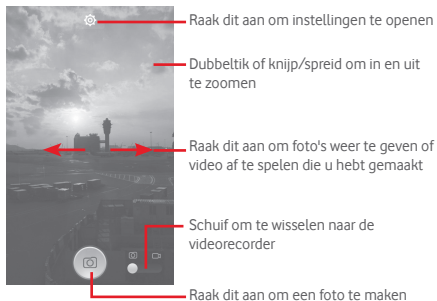 Raak dit aan om instellingen te openen
Dubbeltik of knijp/spreid om in en uit
te zoomen
Raak dit aan om foto's weer te geven of
video af te spelen die u hebt gemaakt
Schuif om te wisselen naar de
videorecorder
Raak dit aan om een foto te maken